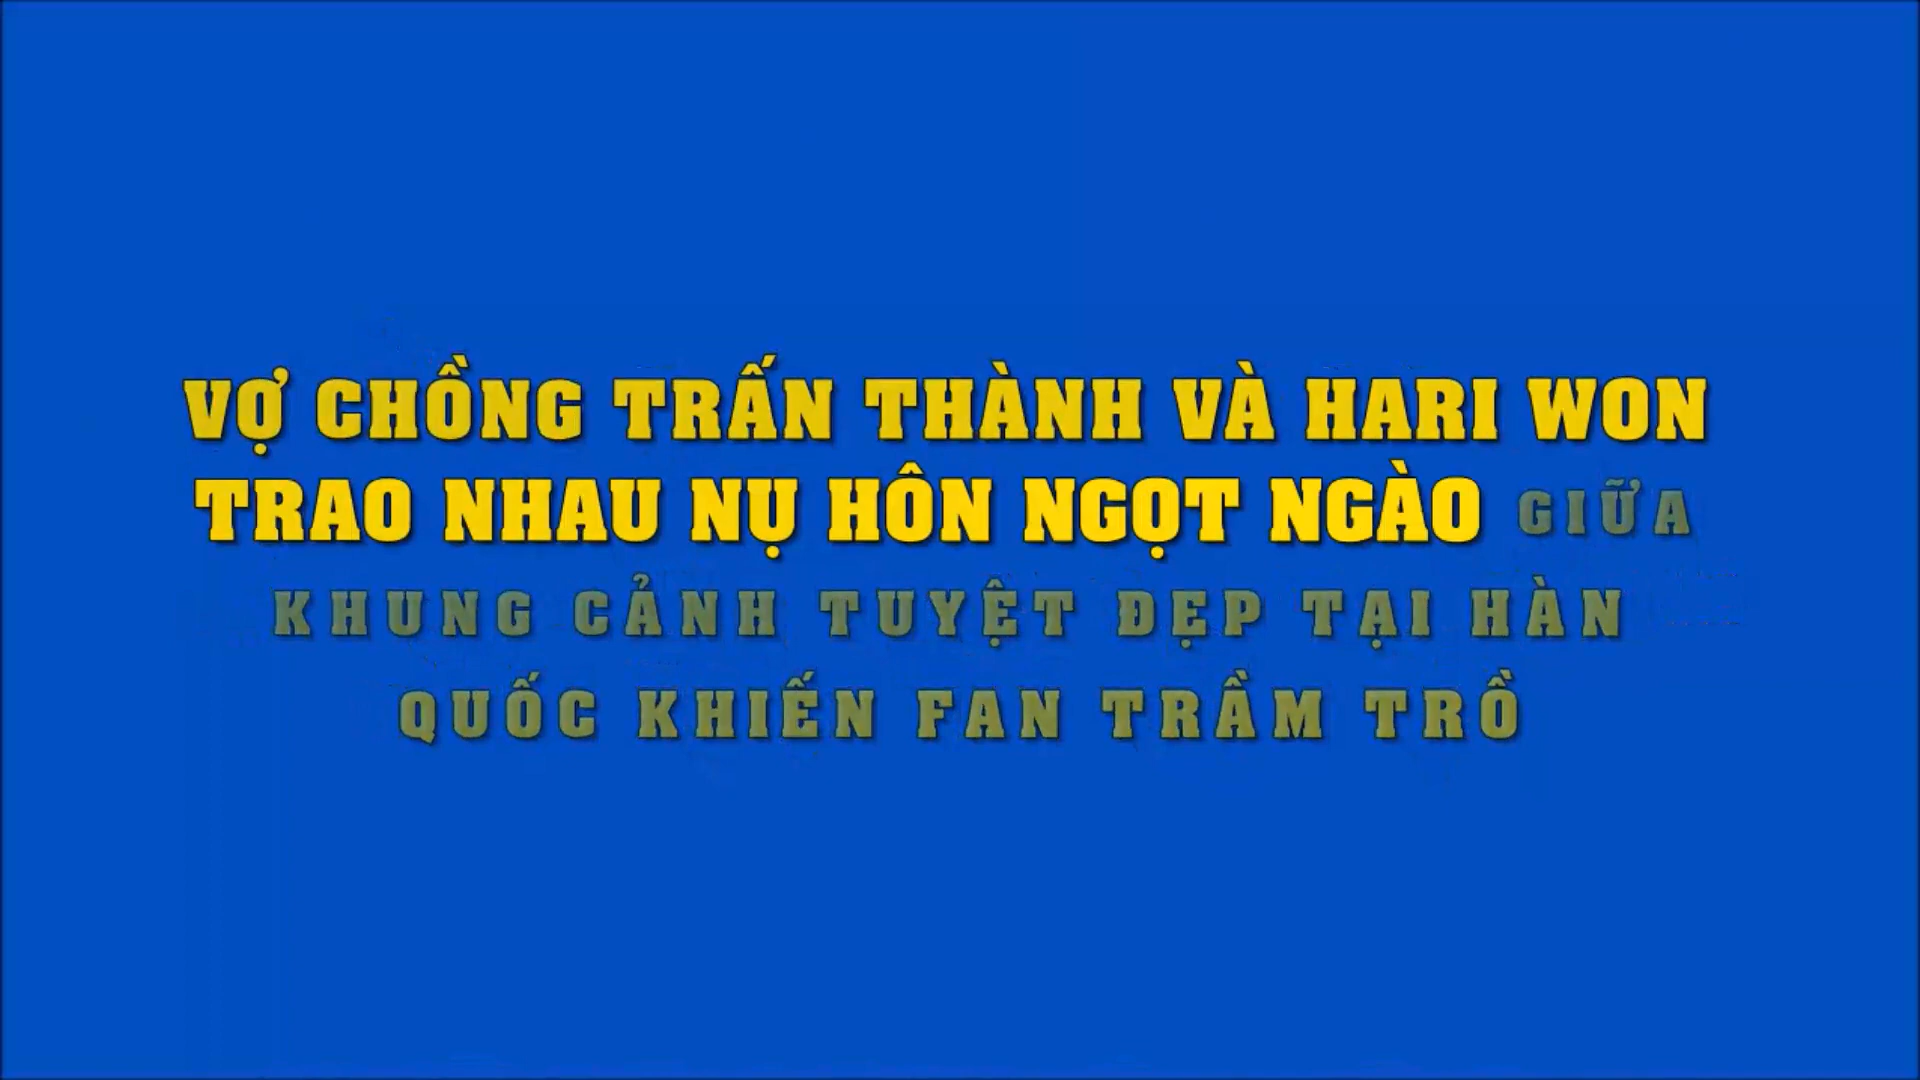 VỢ CHỒNG TRẤN THÀNH VÀ HARI WON
TRAO NHAU NỤ HÔN NGỌT NGÀO GIỮA
KHUNG CẢNH TUYỆT ĐẸP TẠI HÀN
QUỐC KHIẾN FAN TRẦM TRỒ